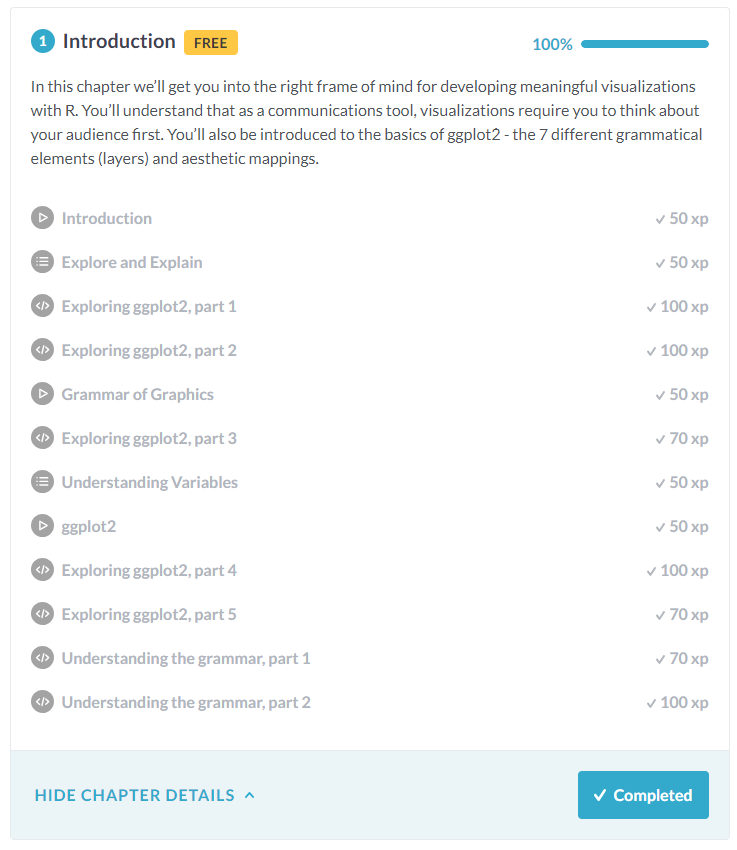 1 Introduction FREE 100%
In this chapter we’ll get you into the right frame of mind for developing meaningful visualizations
with R. You’ll understand that as a communications tool, visualizations require you to think about
your audience first. You’ll also be introduced to the basics of ggplot2 - the 7 different grammatical
elements (layers) and aesthetic mappings.
Introduction ✓ 50 xp
Explore and Explain ✓ 50 xp
Exploring ggplot2, part 1 ✓ 100 xp
Exploring ggplot2, part 2 ✓ 100 xp
Grammar of Graphics ✓ 50 xp
Exploring ggplot2, part 3 ✓ 70 xp
Understanding Variables ✓ 50 xp
ggplot2 ✓ 50 xp
Exploring ggplot2, part 4 ✓ 100 xp
Exploring ggplot2, part 5 ✓ 70 xp
Understanding the grammar, part 1 ✓ 70 xp
Understanding the grammar, part 2 ✓ 100 xp
HIDE CHAPTER DETAILS ✓ Completed